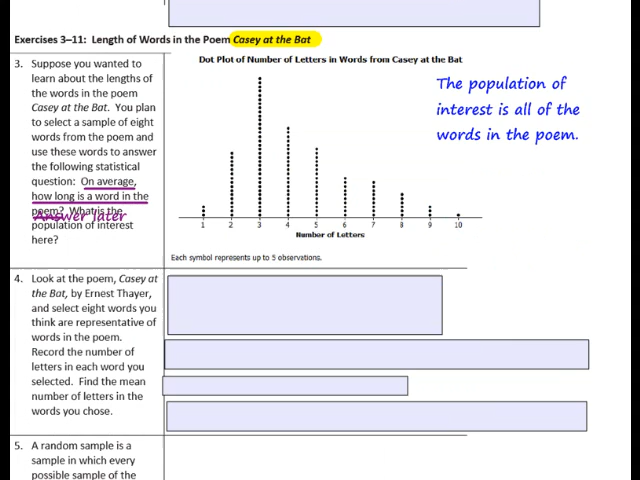 Exercises 3–11: Length of Words in the Poem Casey at the Bat
3. Suppose you wanted to
learn about the lengths of
the words in the poem
Casey at the Bat. You plan
to select a sample of eight
words from the poem and
use these words to answer
the following statistical
question: On average,
how long is a word in the
poem? What is the
Answer later
population of interest
here?
Dot Plot of Number of Letters in Words from Casey at the Bat
1 2 3 4 5 6 7 8 9 10
Number of Letters
Each symbol represents up to 5 observations.
The population of
interest is all of the
words in the poem.
4. Look at the poem, Casey at
the Bat, by Ernest Thayer,
and select eight words you
think are representative of
words in the poem.
Record the number of
letters in each word you
selected. Find the mean
number of letters in the
words you chose.
5. A random sample is a
sample in which every
possible sample of the